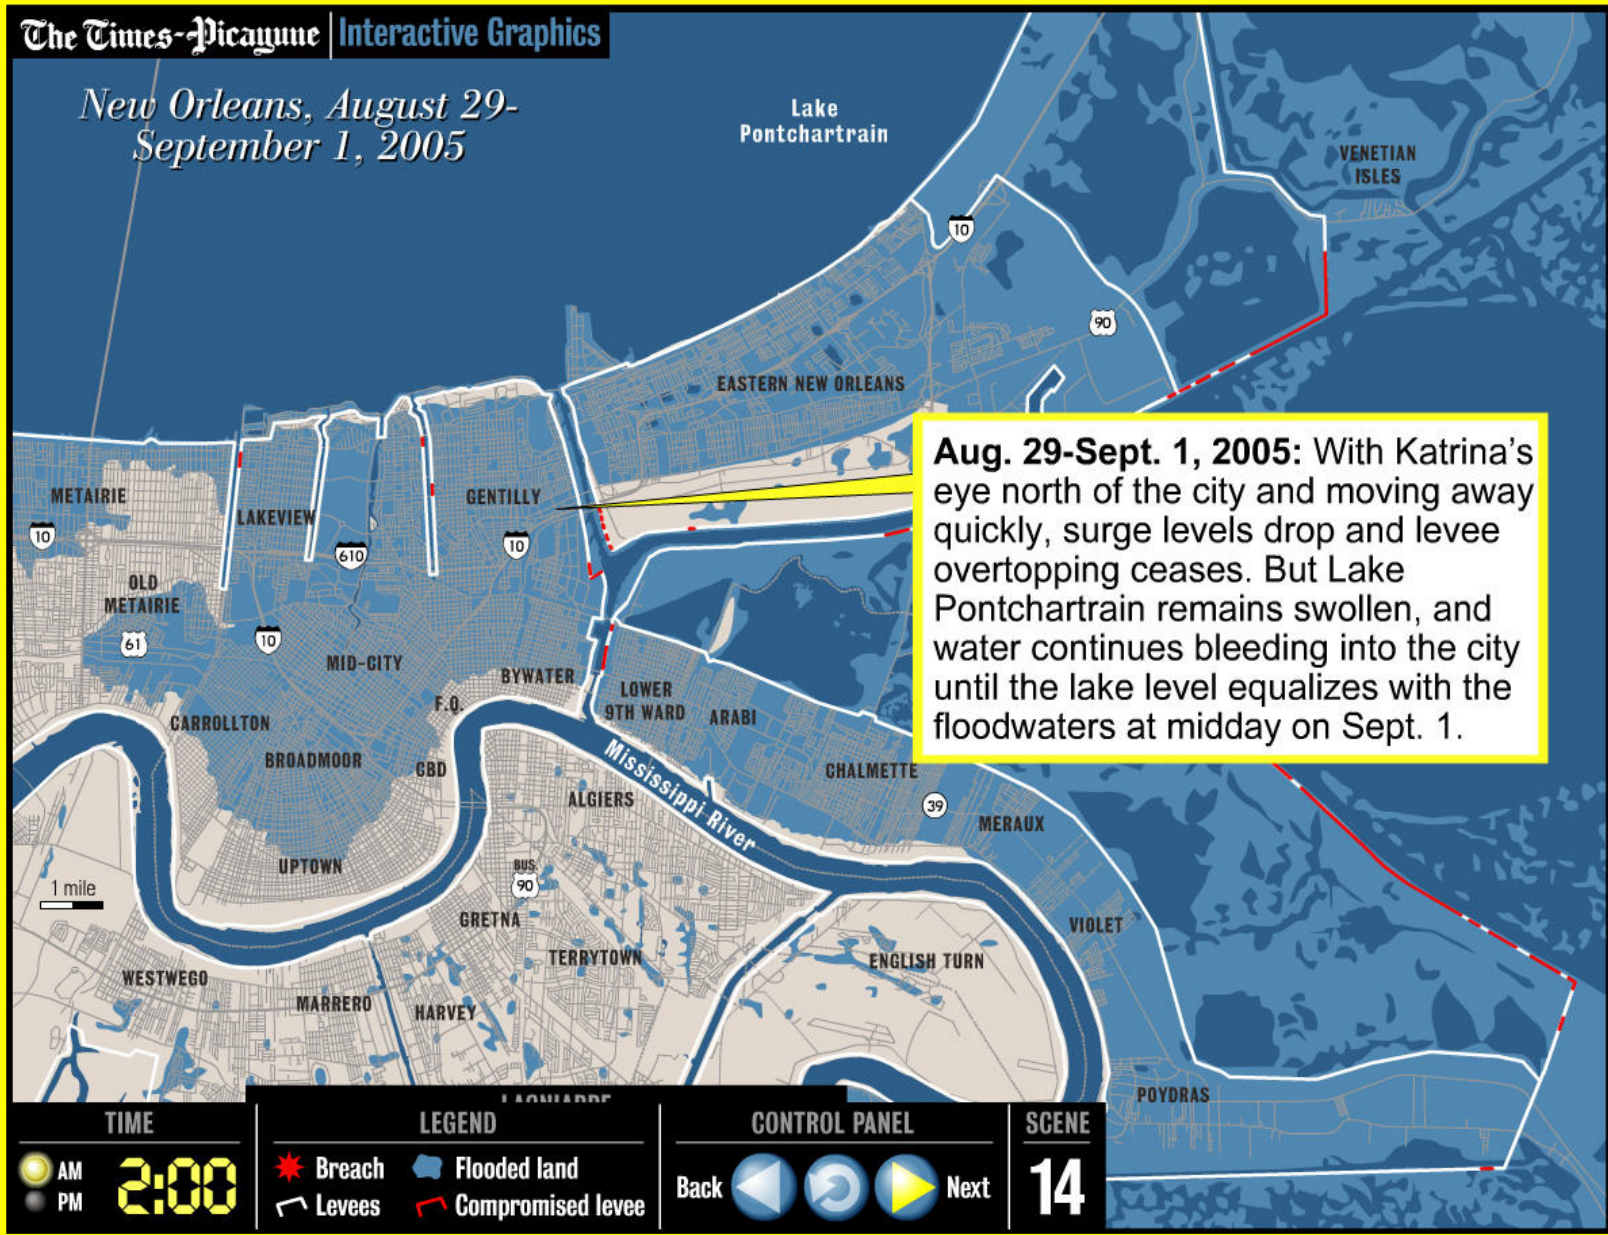 The Times-Picayune | Interactive Graphics
New Orleans, August 29-
September 1, 2005
Lake
Pontchartrain
VENETIAN
ISLES
10
90
EASTERN NEW ORLEANS
Aug. 29-Sept. 1, 2005: With Katrina's
eye north of the city and moving away
quickly, surge levels drop and levee
overtopping ceases. But Lake
Pontchartrain remains swollen, and
water continues bleeding into the city
until the lake level equalizes with the
floodwaters at midday on Sept. 1.
METAIRIE
10
LAKEVIEW
GENTILLY
610
10
OLD
METAIRIE
61
10
MID-CITY
BYWATER
F.Q.
LOWER
9TH WARD
ARABI
CARROLLTON
BROADMOOR
CBD
Mississippi River
CHALMETTE
39
MERAUX
ALGIERS
UPTOWN
BUS.
90
1 mile
GRETNA
VIOLET
TERRYTOWN
ENGLISH TURN
WESTWEGO
MARRERO
HARVEY
POYDRAS
TIME
AM
PM
2:00
LEGEND
Breach
Flooded land
Levees
Compromised levee
CONTROL PANEL
Back
Next
SCENE
14